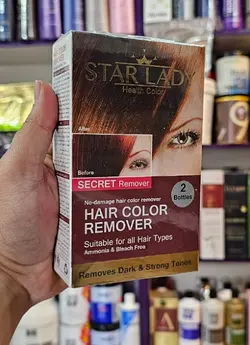 STAR LADY
Health Color
After
Before
SECRET Remover
2
Bottles
No-damage hair color remover
HAIR COLOR
REMOVER
Suitable for all Hair Types
Ammonia & Bleach Free
Removes Dark & Strong Tones